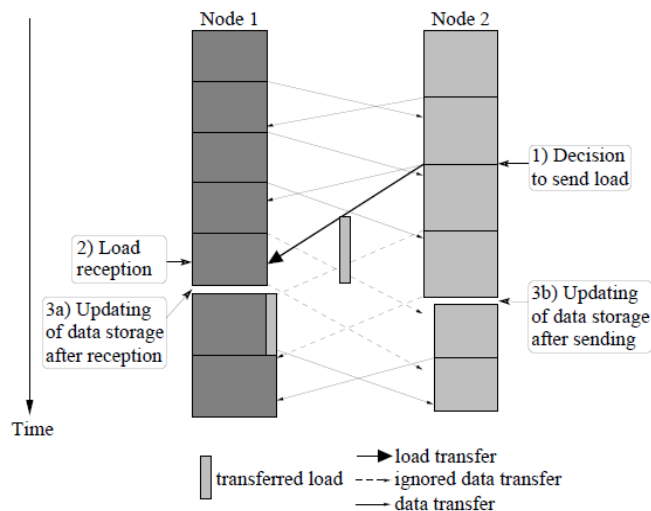 Node 1
Node 2
1) Decision
to send load
2) Load
reception
3a) Updating
of data storage
after reception
3b) Updating
of data storage
after sending
Time
transferred load
load transfer
ignored data transfer
data transfer